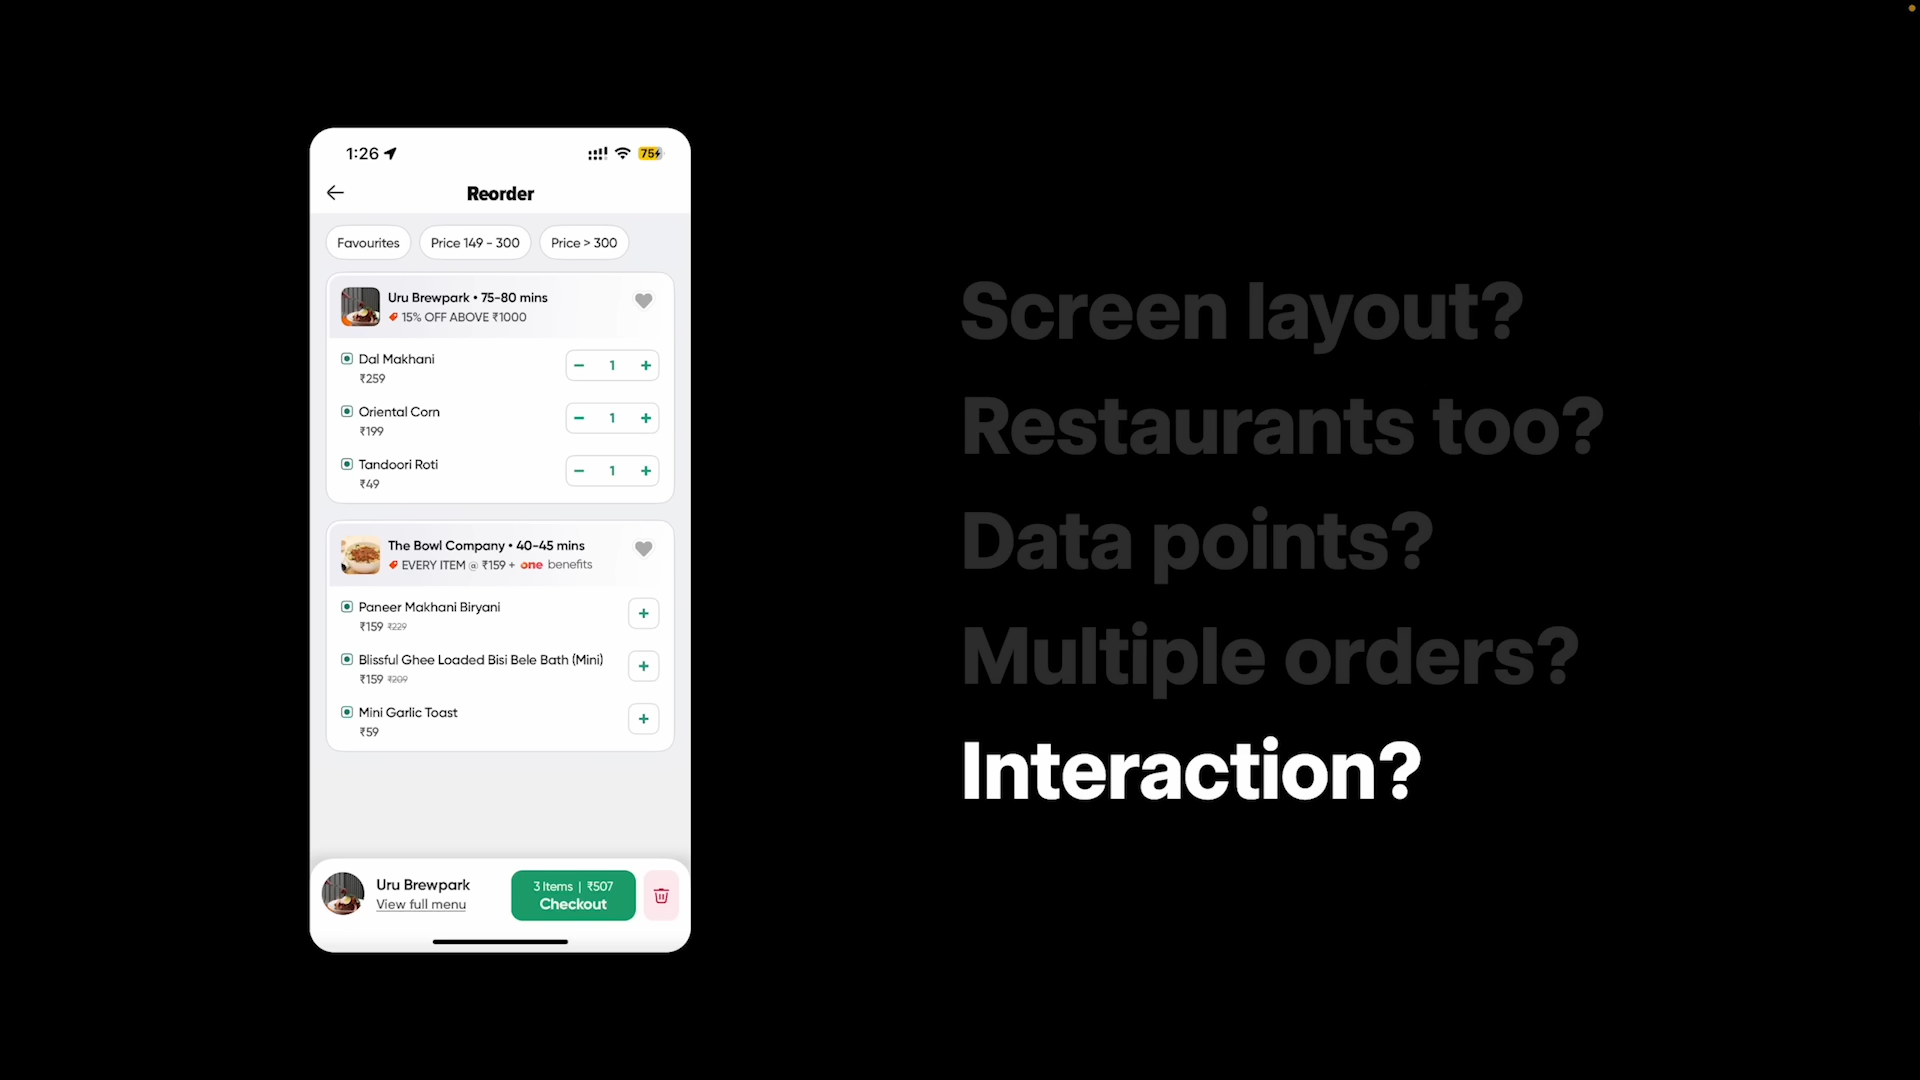 1:26
75
Reorder
Favourites
Price 149 - 300
Price > 300
Uru Brewpark • 75-80 mins
15% OFF ABOVE ₹1000
Dal Makhani
₹259
− 1 +
Oriental Corn
₹199
− 1 +
Tandoori Roti
₹49
− 1 +
The Bowl Company • 40-45 mins
EVERY ITEM @ ₹159 + one benefits
Paneer Makhani Biryani
₹159 ₹229
+
Blissful Ghee Loaded Bisi Bele Bath (Mini)
₹159 ₹209
+
Mini Garlic Toast
₹59
+
Uru Brewpark
View full menu
3 Items | ₹507
Checkout
Screen layout?
Restaurants too?
Data points?
Multiple orders?
Interaction?